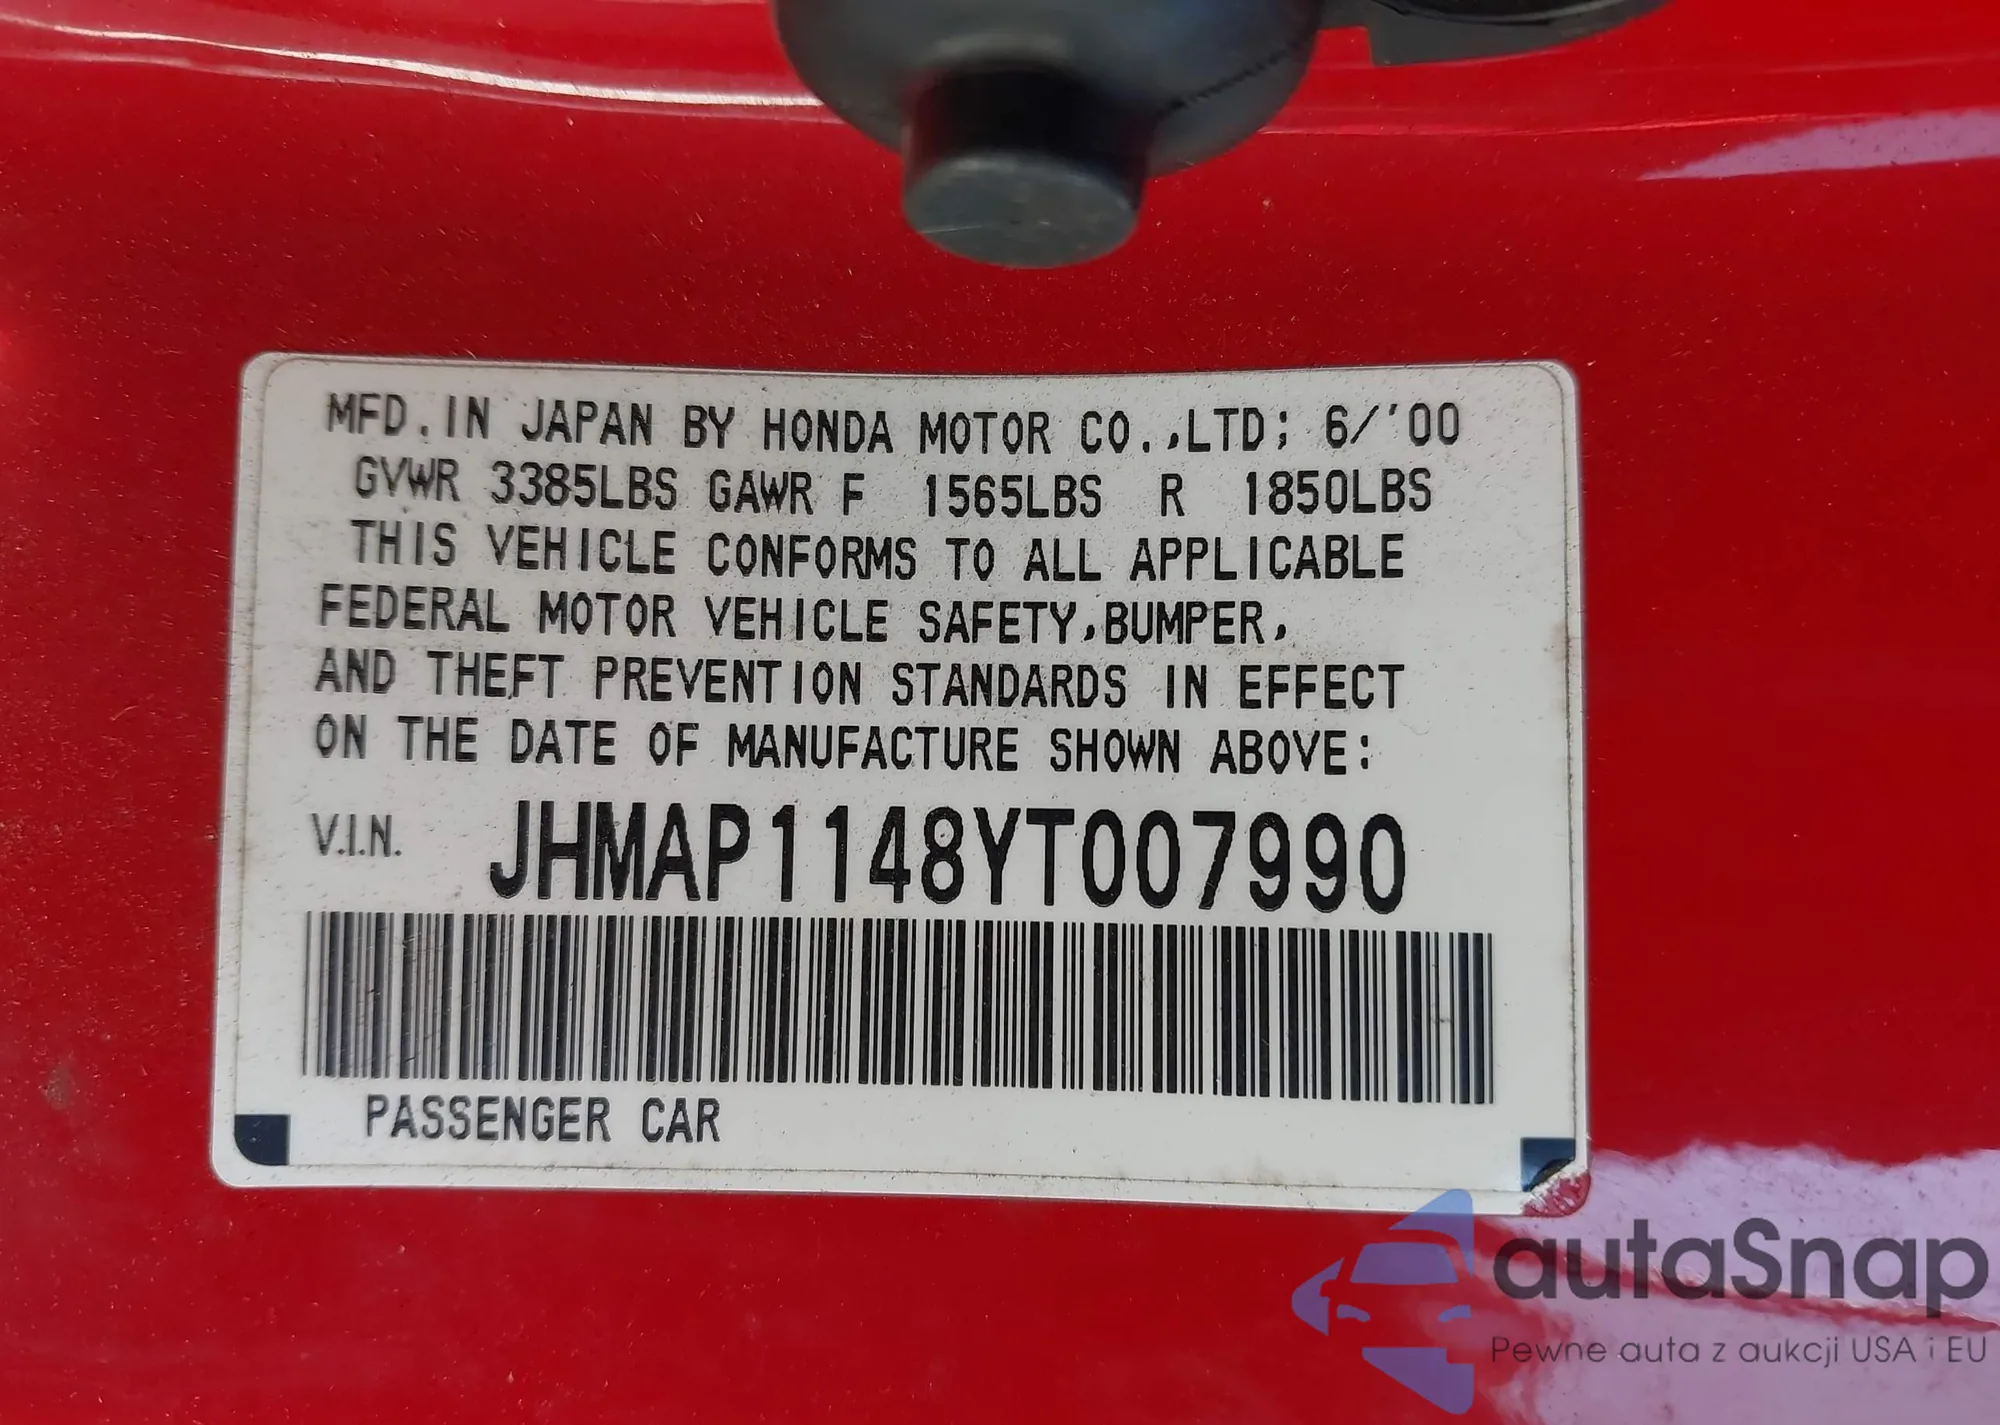 MFD.IN JAPAN BY HONDA MOTOR CO.,LTD; 6/'00
GVWR 3385LBS GAWR F 1565LBS R 1850LBS
THIS VEHICLE CONFORMS TO ALL APPLICABLE
FEDERAL MOTOR VEHICLE SAFETY,BUMPER,
AND THEFT PREVENTION STANDARDS IN EFFECT
ON THE DATE OF MANUFACTURE SHOWN ABOVE:
V.I.N. JHMAP1148YT007990
PASSENGER CAR
autaSnap
Pewne auta z aukcji USA i EU